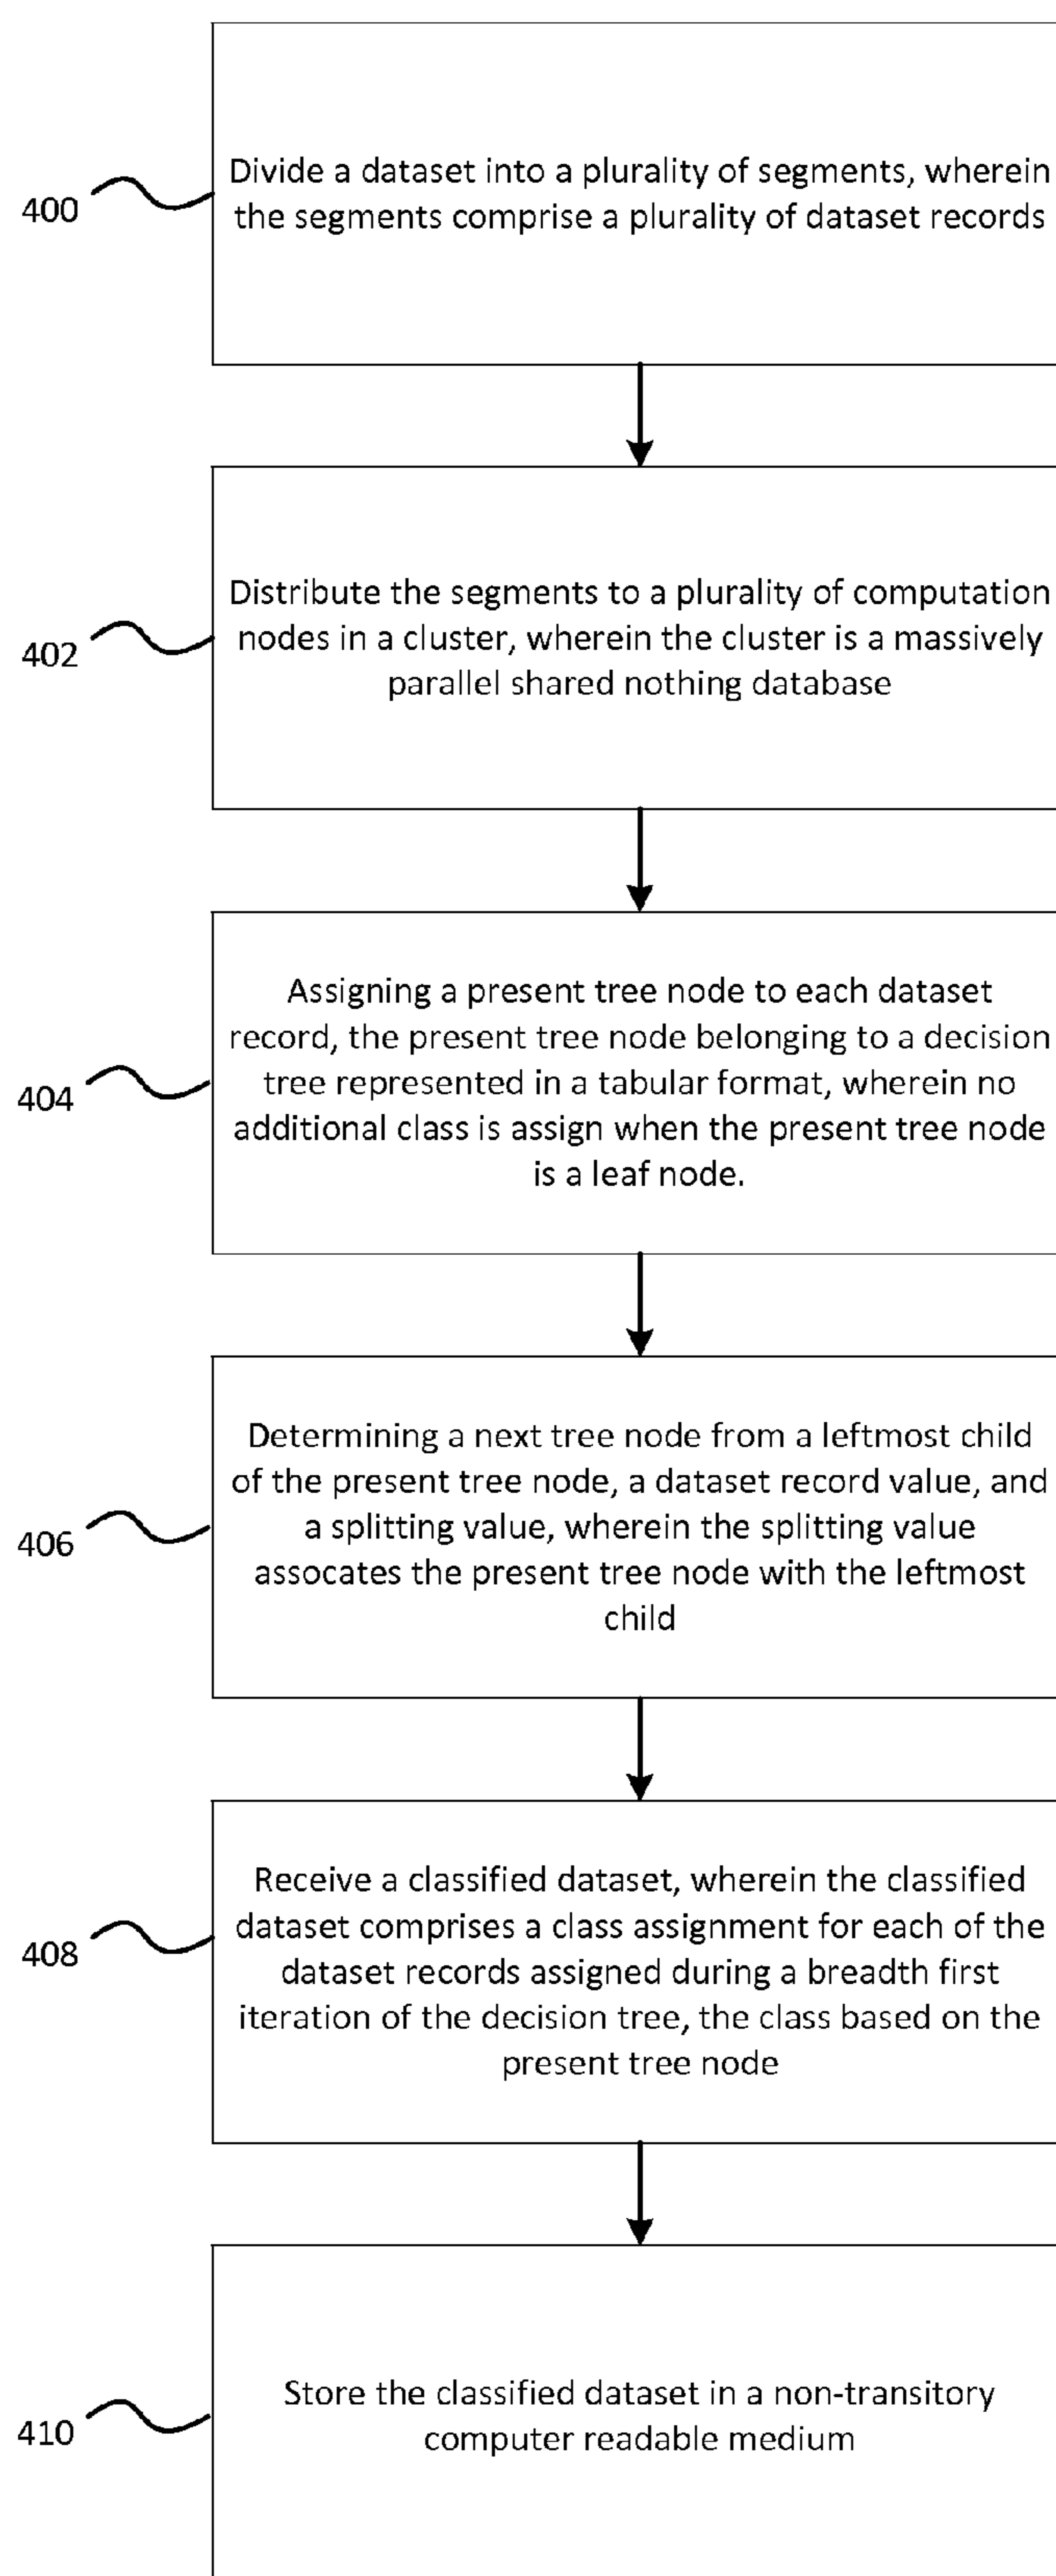 400
Divide a dataset into a plurality of segments, wherein
the segments comprise a plurality of dataset records
402
Distribute the segments to a plurality of computation
nodes in a cluster, wherein the cluster is a massively
parallel shared nothing database
404
Assigning a present tree node to each dataset
record, the present tree node belonging to a decision
tree represented in a tabular format, wherein no
additional class is assign when the present tree node
is a leaf node.
406
Determining a next tree node from a leftmost child
of the present tree node, a dataset record value, and
a splitting value, wherein the splitting value
assocates the present tree node with the leftmost
child
408
Receive a classified dataset, wherein the classified
dataset comprises a class assignment for each of the
dataset records assigned during a breadth first
iteration of the decision tree, the class based on the
present tree node
410
Store the classified dataset in a non-transitory
computer readable medium